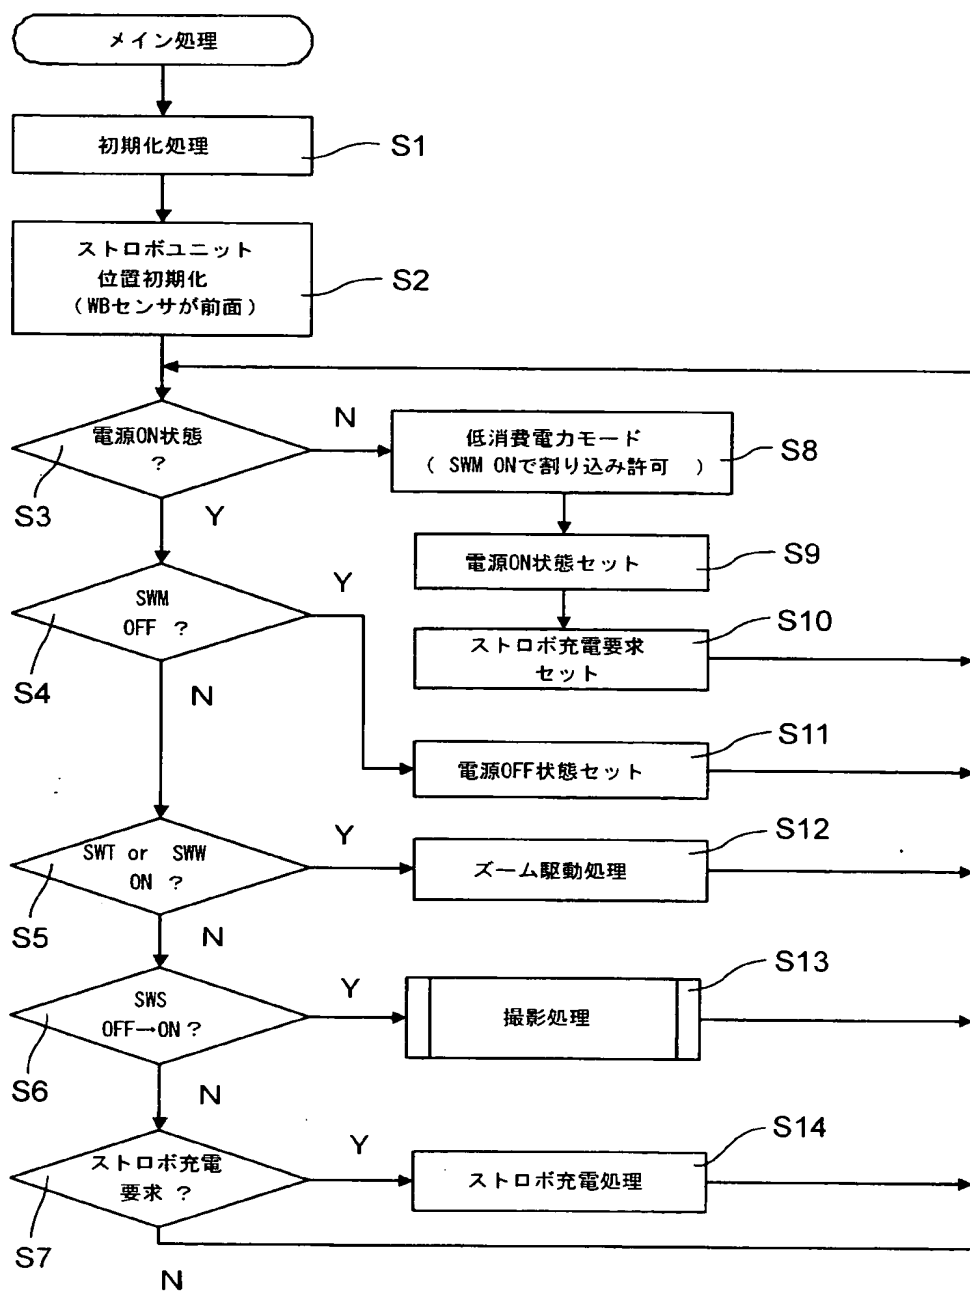 メイン処理
初期化処理
S1
ストロボユニット
位置初期化
(WBセンサが前面)
S2
電源ON状態
?
S3
N
Y
低消費電力モード
( SWM ONで割り込み許可 )
S8
電源ON状態セット
S9
ストロボ充電要求
セット
S10
SWM
OFF ?
S4
Y
N
電源OFF状態セット
S11
SWT or SWW
ON ?
S5
Y
N
ズーム駆動処理
S12
SWS
OFF→ON ?
S6
Y
N
撮影処理
S13
ストロボ充電
要求 ?
S7
Y
N
ストロボ充電処理
S14